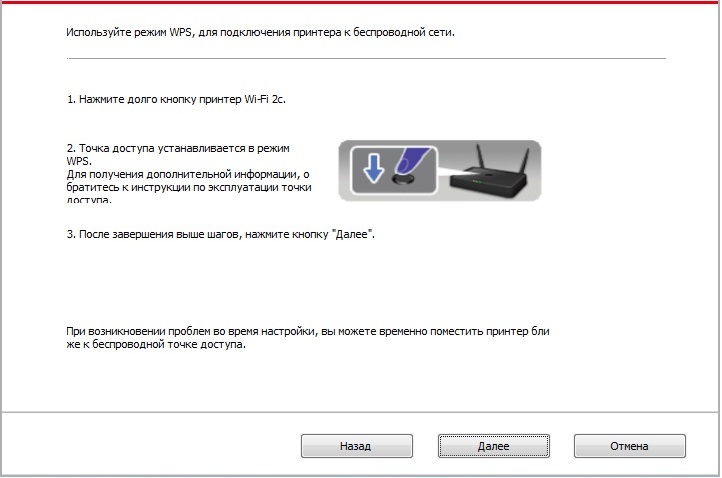 Используйте режим WPS, для подключения принтера к беспроводной сети.
1. Нажмите долго кнопку принтер Wi-Fi 2с.
2. Точка доступа устанавливается в режим
WPS.
Для получения дополнительной информации, о
братитесь к инструкции по эксплуатации точки
доступа.
3. После завершения выше шагов, нажмите кнопку "Далее".
При возникновении проблем во время настройки, вы можете временно поместить принтер бли
же к беспроводной точке доступа.
Назад
Далее
Отмена